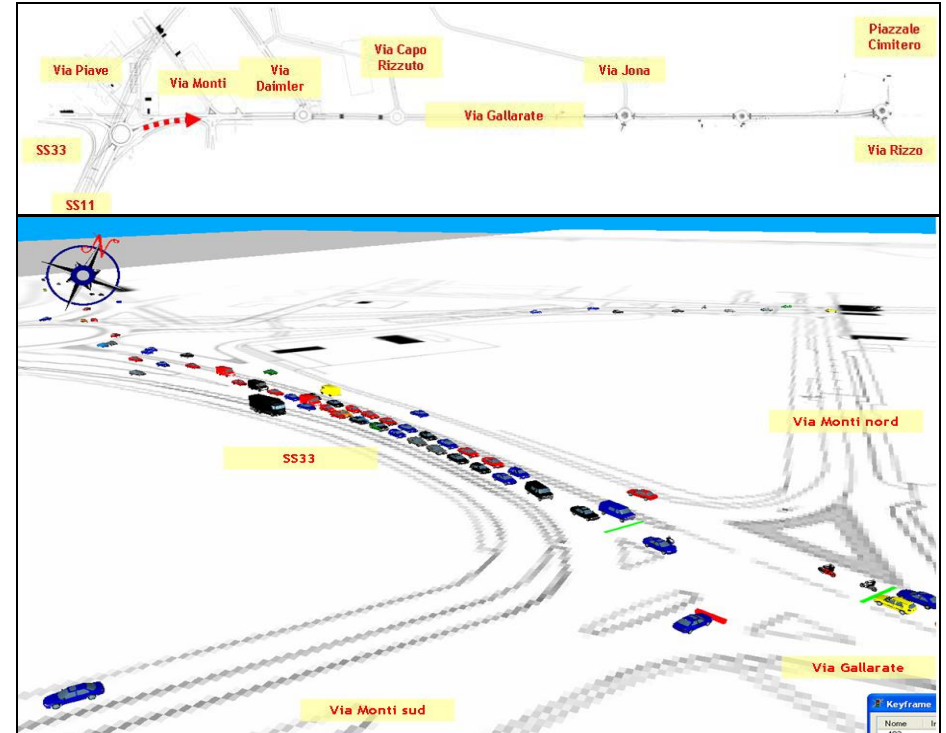 Piazzale
Cimitero
Via Capo
Rizzuto
Via Piave
Via Monti
Via
Daimler
Via Jona
Via Gallarate
SS33
Via Rizzo
SS11
N
Via Monti nord
SS33
Via Gallarate
Via Monti sud
Keyframe
Nome